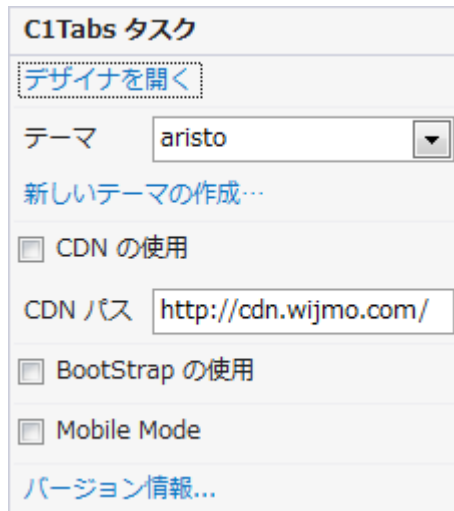 C1Tabs タスク
デザイナを開く
テーマ aristo
新しいテーマの作成…
CDN の使用
CDN パス http://cdn.wijmo.com/
BootStrap の使用
Mobile Mode
バージョン情報...